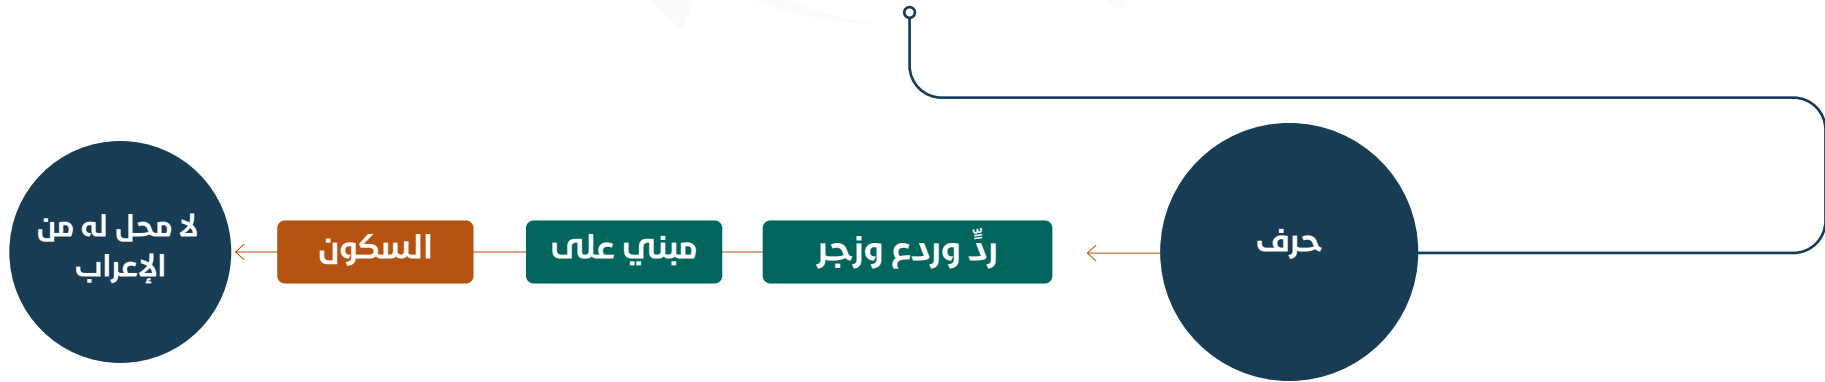 حرف
ردٍّ وردع وزجر
مبني على
السكون
لا محل له من
الإعراب